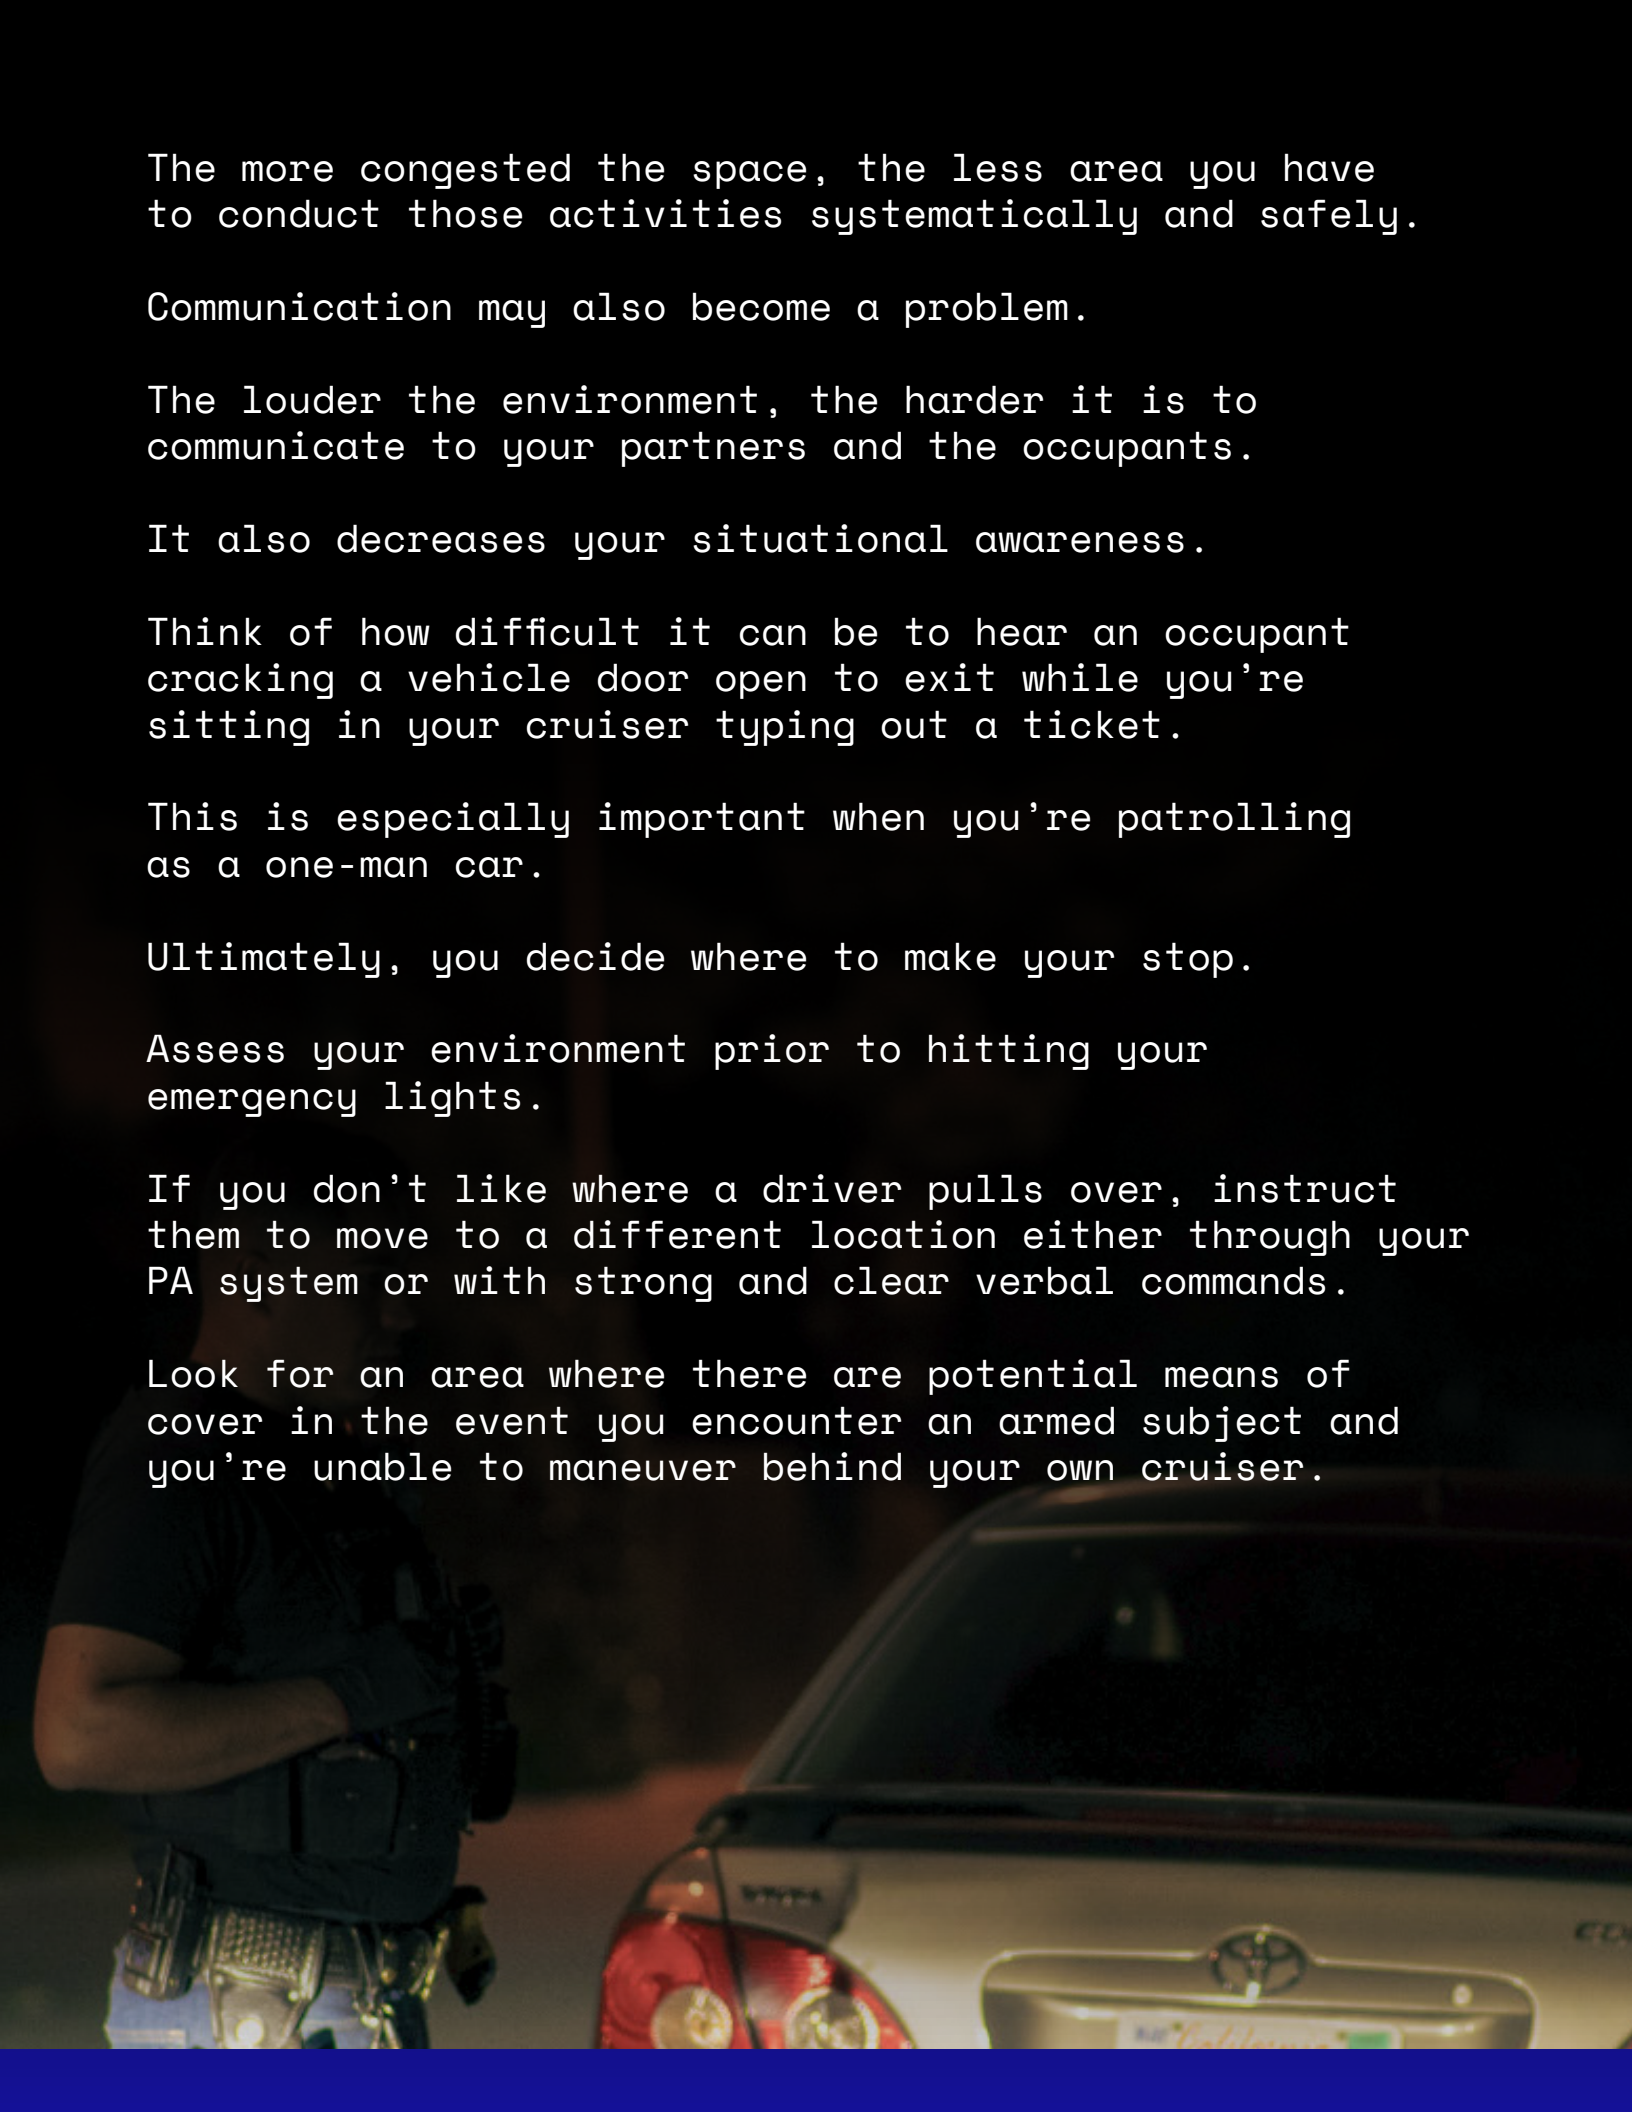 The more congested the space, the less area you have
to conduct those activities systematically and safely.
Communication may also become a problem.
The louder the environment, the harder it is to
communicate to your partners and the occupants.
It also decreases your situational awareness.
Think of how difficult it can be to hear an occupant
cracking a vehicle door open to exit while you're
sitting in your cruiser typing out a ticket.
This is especially important when you're patrolling
as a one-man car.
Ultimately, you decide where to make your stop.
Assess your environment prior to hitting your
emergency lights.
If you don't like where a driver pulls over, instruct
them to move to a different location either through your
PA system or with strong and clear verbal commands.
Look for an area where there are potential means of
cover in the event you encounter an armed subject and
you're unable to maneuver behind your own cruiser.
California